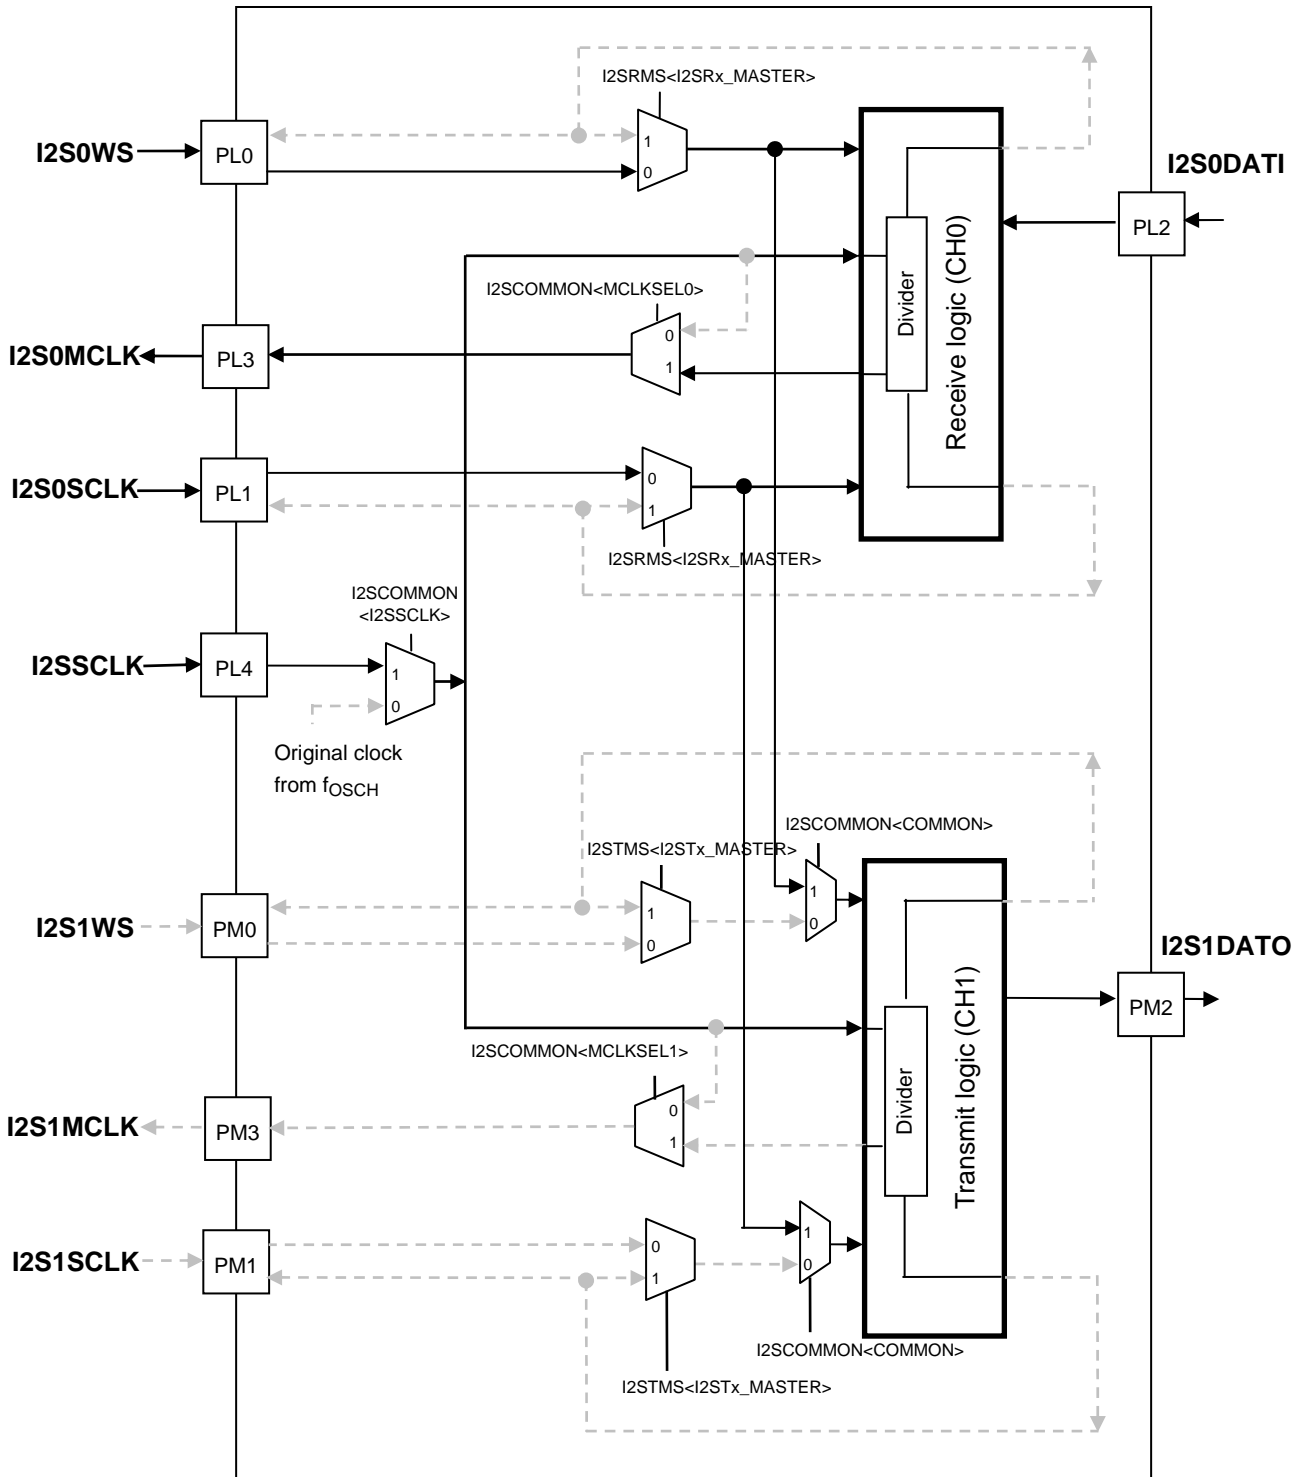 I2SRMS<I2SRx_MASTER>
I2S0WS
PL0
1
0
I2S0DATI
PL2
I2SCOMMON<MCLKSEL0>
0
1
Divider
Receive logic (CH0)
I2S0MCLK
PL3
I2S0SCLK
PL1
0
1
I2SRMS<I2SRx_MASTER>
I2SCOMMON
<I2SSCLK>
I2SSCLK
PL4
1
0
Original clock
from fOSCH
I2SCOMMON<COMMON>
I2STMS<I2STx_MASTER>
1
0
1
0
I2S1WS
PM0
I2S1DATO
PM2
I2SCOMMON<MCLKSEL1>
0
1
Divider
Transmit logic (CH1)
I2S1MCLK
PM3
I2S1SCLK
PM1
0
1
1
0
I2SCOMMON<COMMON>
I2STMS<I2STx_MASTER>